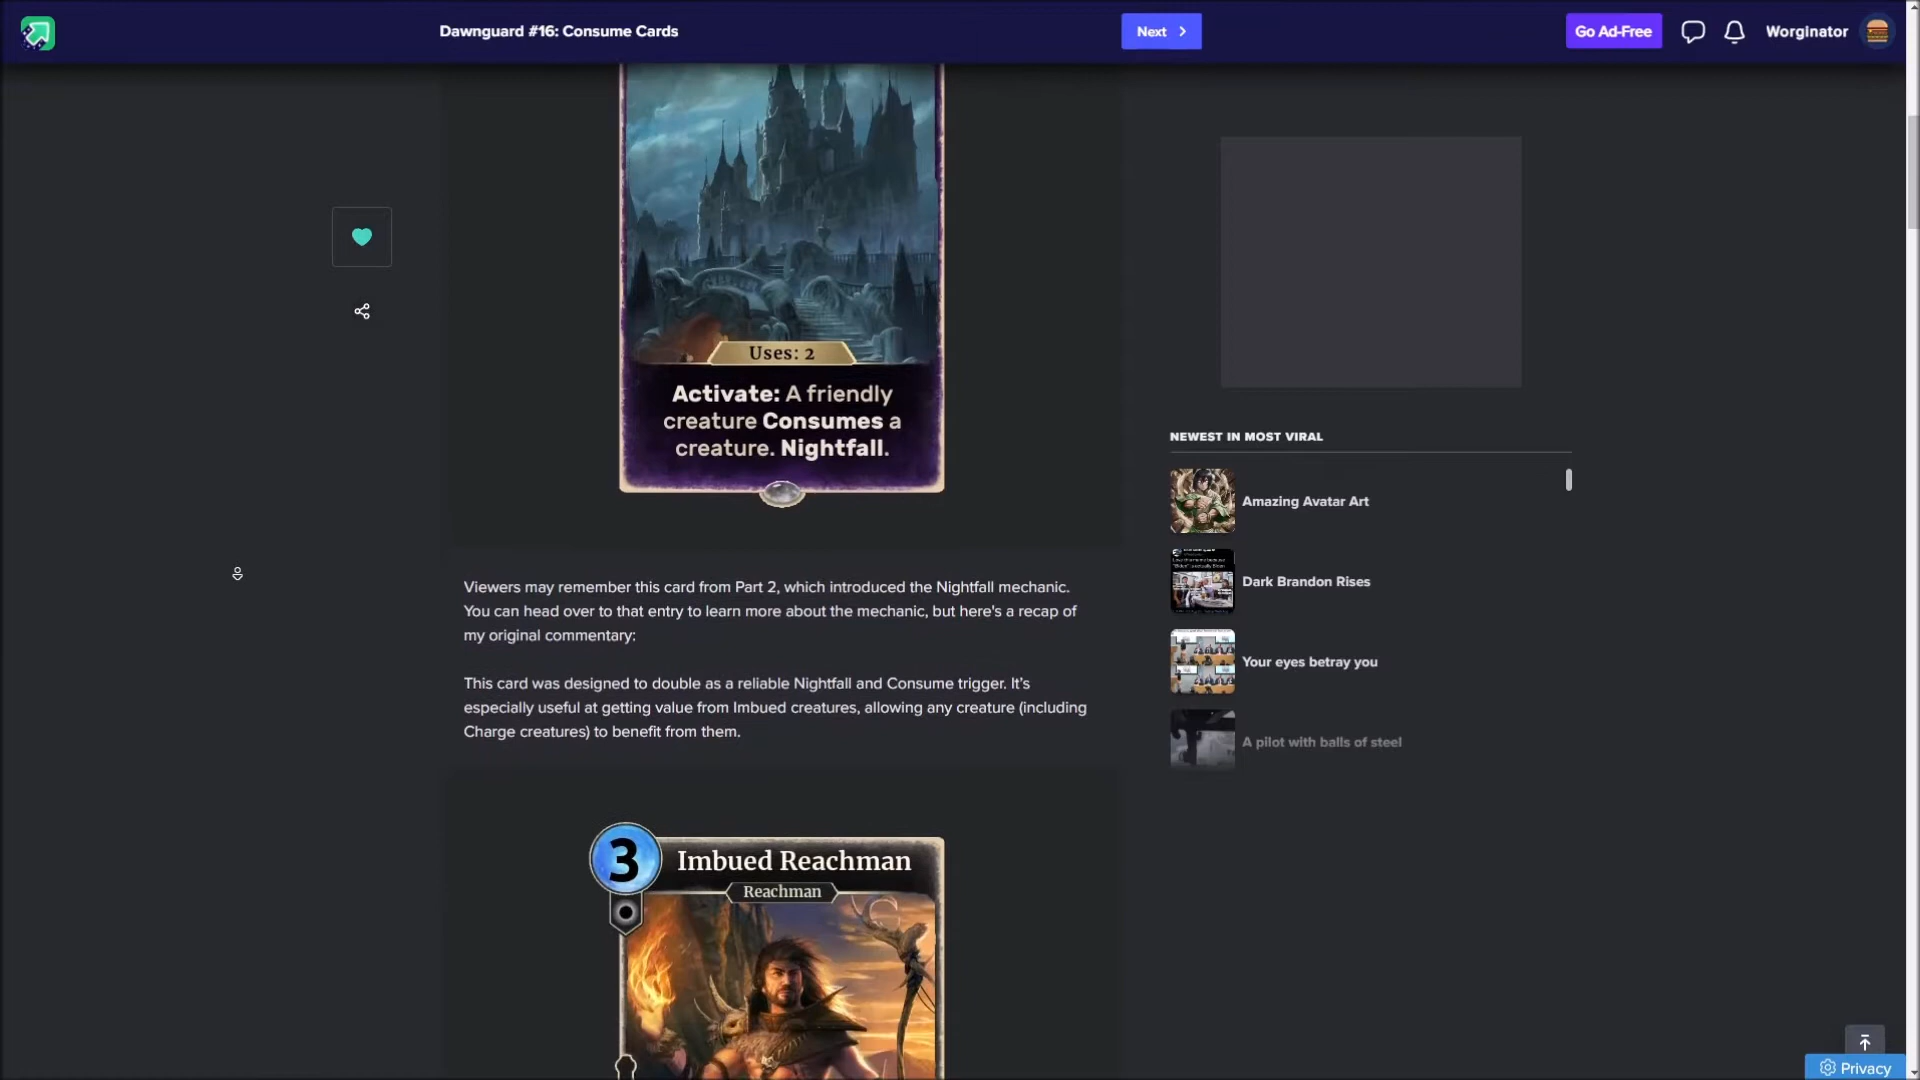 Dawnguard #16: Consume Cards
Next
Go Ad-Free
Worginator
Uses: 2
Activate: A friendly
creature Consumes a
creature. Nightfall.
Viewers may remember this card from Part 2, which introduced the Nightfall mechanic.
You can head over to that entry to learn more about the mechanic, but here's a recap of
my original commentary:
This card was designed to double as a reliable Nightfall and Consume trigger. It's
especially useful at getting value from Imbued creatures, allowing any creature (including
Charge creatures) to benefit from them.
3
Imbued Reachman
Reachman
NEWEST IN MOST VIRAL
Amazing Avatar Art
Dark Brandon Rises
Your eyes betray you
A pilot with balls of steel
Privacy